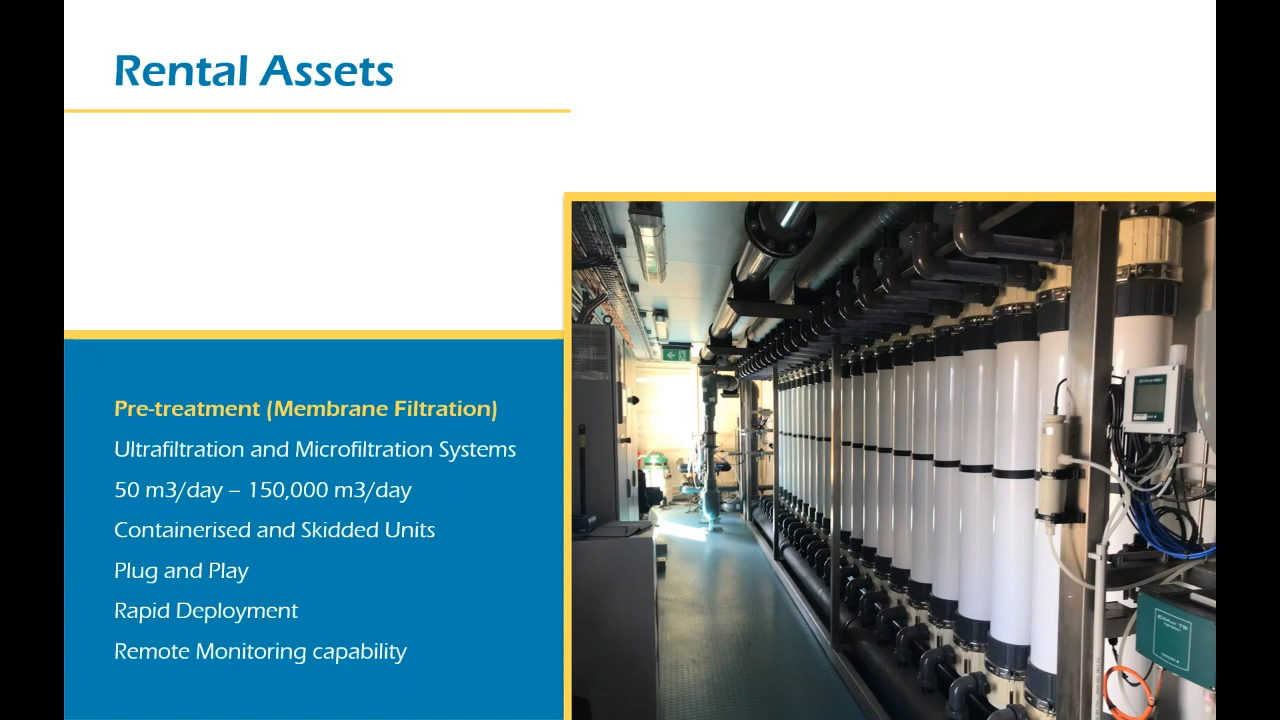 Rental Assets
Pre-treatment (Membrane Filtration)
Ultrafiltration and Microfiltration Systems
50 m3/day – 150,000 m3/day
Containerised and Skidded Units
Plug and Play
Rapid Deployment
Remote Monitoring capability